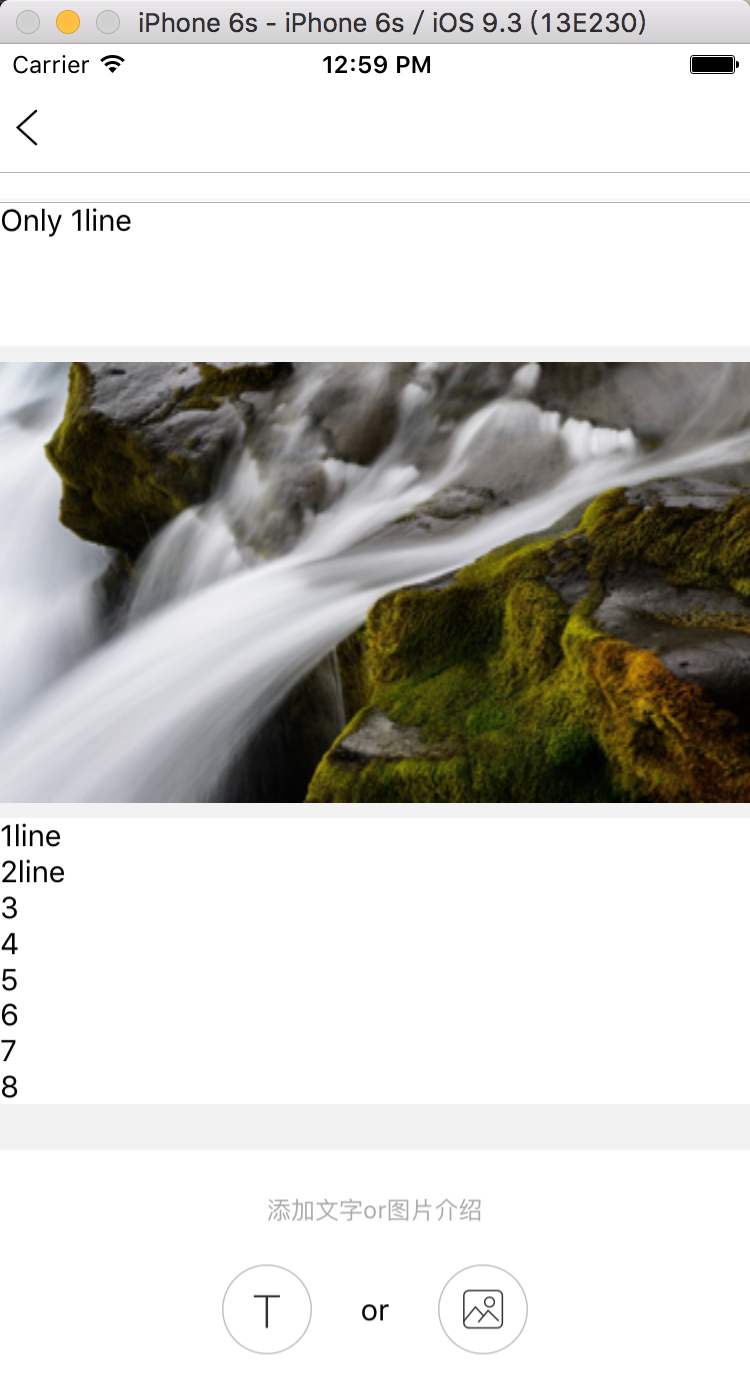 iPhone 6s - iPhone 6s / iOS 9.3 (13E230)
Carrier 12:59 PM
Only 1line
1line
2line
3
4
5
6
7
8
添加文字or图片介绍
T or